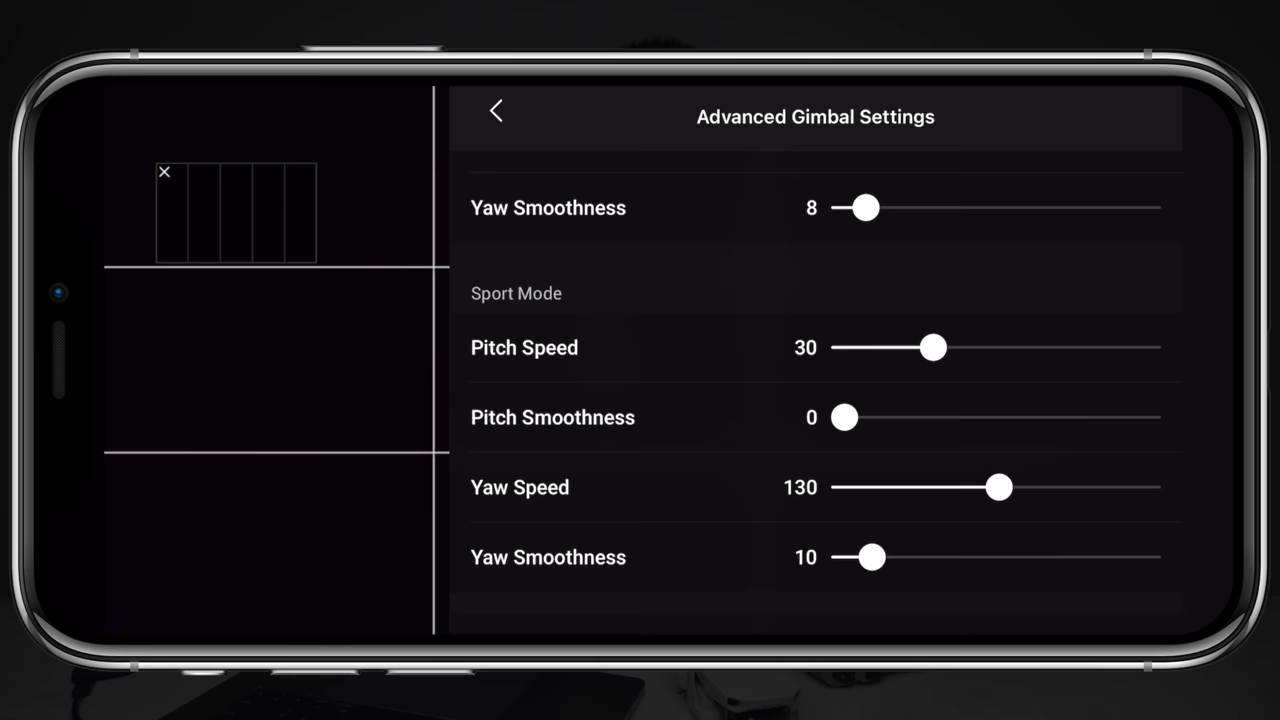 Advanced Gimbal Settings
Yaw Smoothness 8
Sport Mode
Pitch Speed 30
Pitch Smoothness 0
Yaw Speed 130
Yaw Smoothness 10